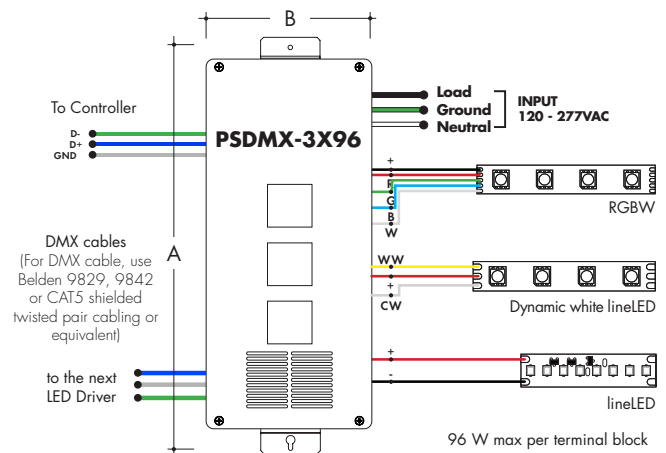 B
To Controller
D-
D+
GND
PSDMX-3X96
Load
Ground
Neutral
INPUT
120 - 277VAC
+
R
G
B
W
RGBW
A
DMX cables
(For DMX cable, use
Belden 9829, 9842
or CAT5 shielded
twisted pair cabling or
equivalent)
WW
+
CW
Dynamic white lineLED
to the next
LED Driver
+
-
lineLED
96 W max per terminal block